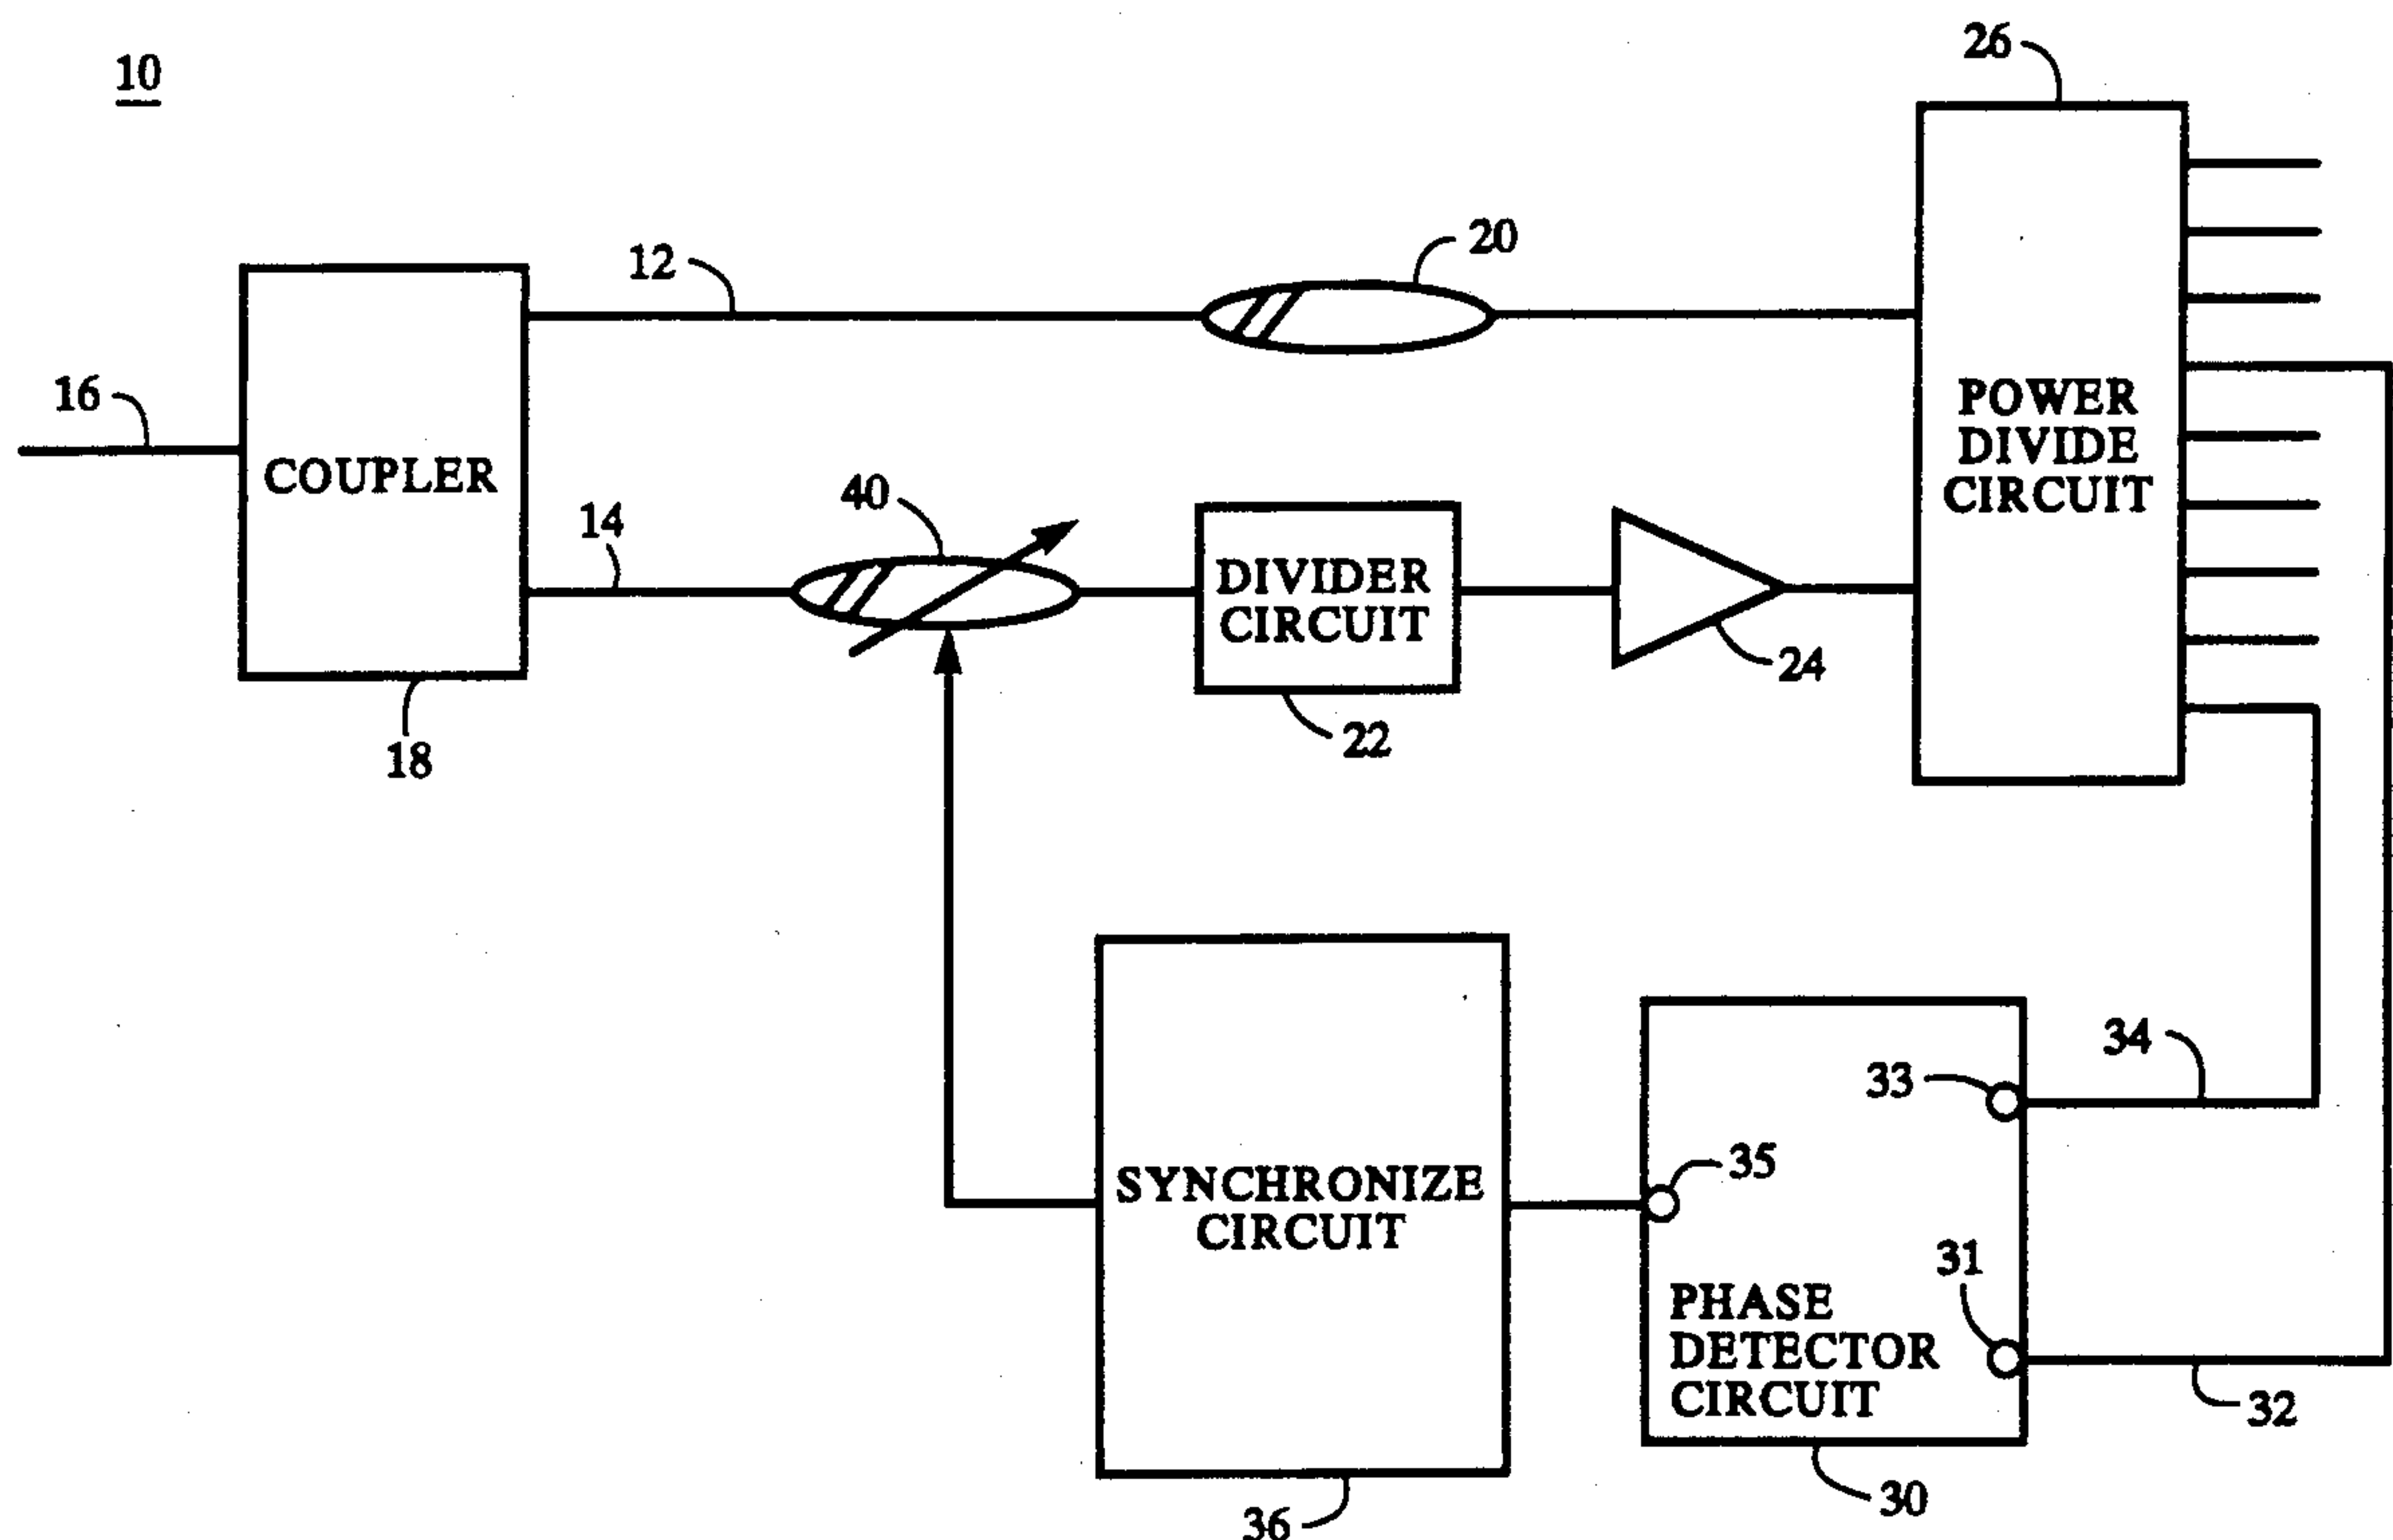 10
26
20
12
16
POWER
DIVIDE
CIRCUIT
COUPLER
40
14
DIVIDER
CIRCUIT
24
22
18
34
33
35
SYNCHRONIZE
CIRCUIT
31
PHASE
DETECTOR
CIRCUIT
32
30
36